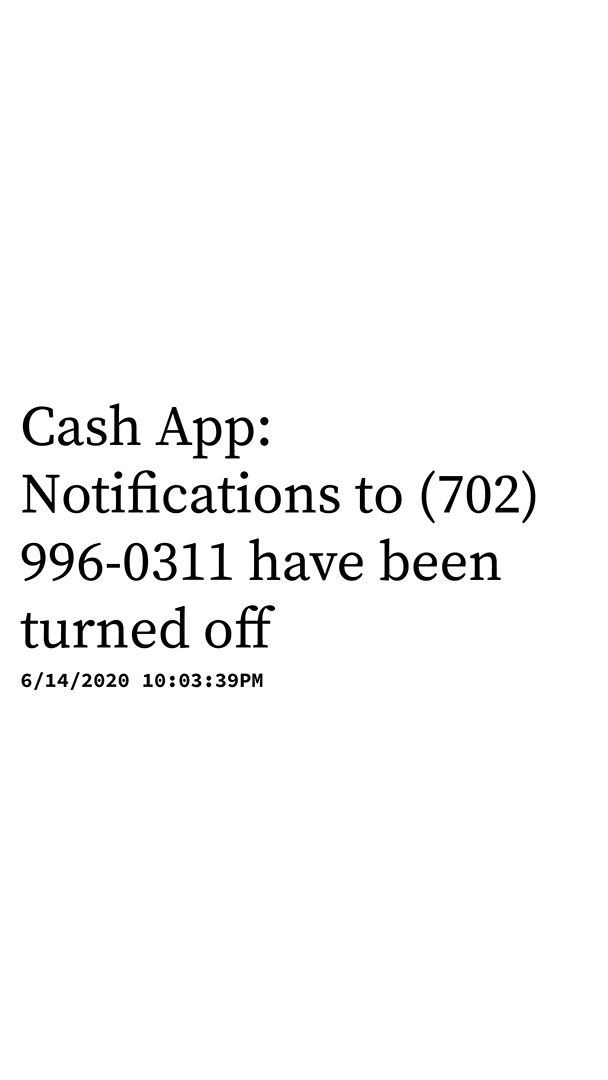 Cash App:
Notifications to (702)
996-0311 have been
turned off
6/14/2020 10:03:39PM